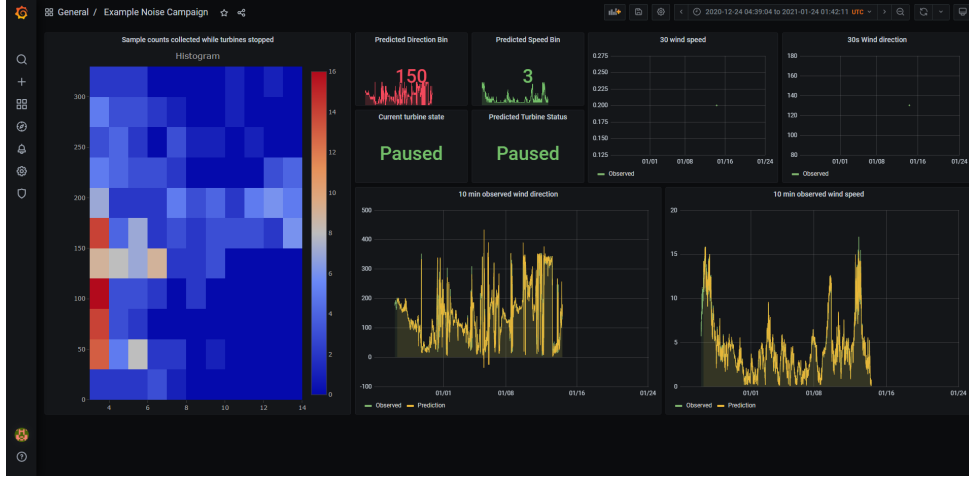 General / Example Noise Campaign
2020-12-24 04:39:04 to 2021-01-24 01:42:11 UTC
Sample counts collected while turbines stopped
Histogram
300
250
200
150
100
50
0
4 6 8 10 12 14
16
14
12
10
8
6
4
2
0
Predicted Direction Bin
150
Predicted Speed Bin
3
Current turbine state
Paused
Predicted Turbine Status
Paused
30 wind speed
0.275
0.250
0.225
0.200
0.175
0.150
0.125
01/01 01/08 01/16 01/24
Observed
30s Wind direction
180
160
140
120
100
80
01/01 01/08 01/16 01/24
Observed
10 min observed wind direction
500
400
300
200
100
0
-100
01/01 01/08 01/16 01/24
Observed Prediction
10 min observed wind speed
20
15
10
5
0
01/01 01/08 01/16 01/24
Observed Prediction